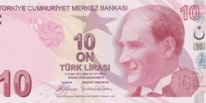 TÜRKİYE CUMHURİYET MERKEZ BANKASI
10
ON
TÜRK LİRASI
10
10